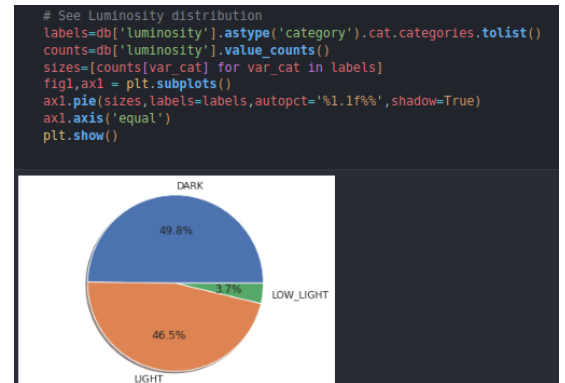 # See Luminosity distribution
labels=db['luminosity'].astype('category').cat.categories.tolist()
counts=db['luminosity'].value_counts()
sizes=[counts[var_cat] for var_cat in labels]
fig1,ax1 = plt.subplots()
ax1.pie(sizes,labels=labels,autopct='%1.1f%%',shadow=True)
ax1.axis('equal')
plt.show()
DARK
49.8%
3.7%
LOW_LIGHT
46.5%
LIGHT